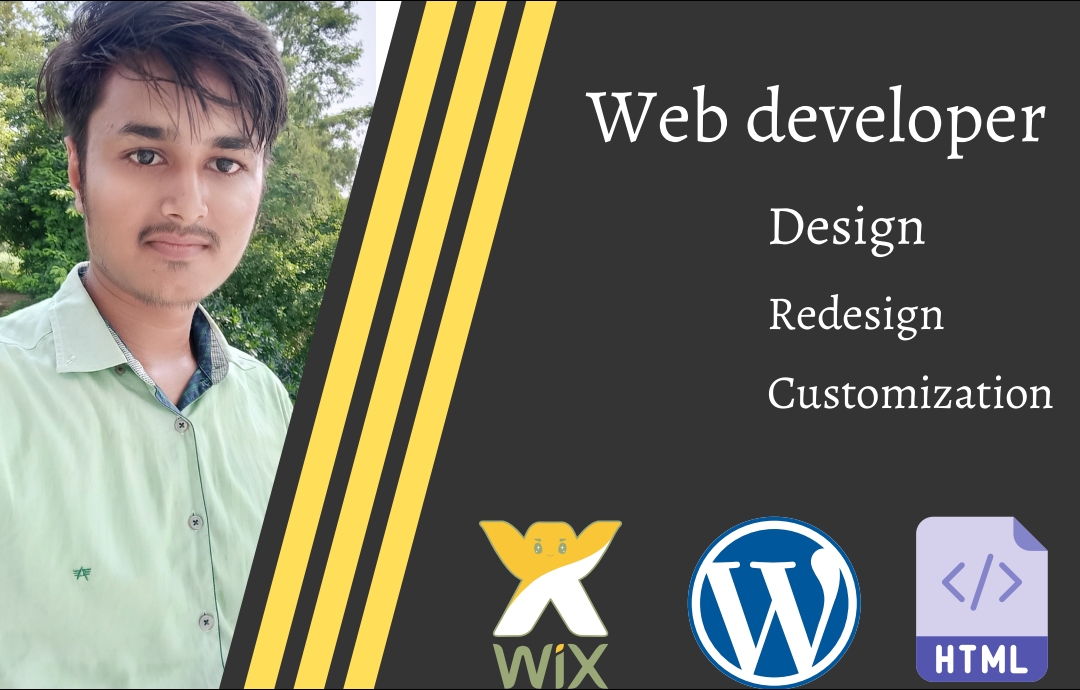 Web developer
Design
Redesign
Customization
WiX
W
</>
HTML